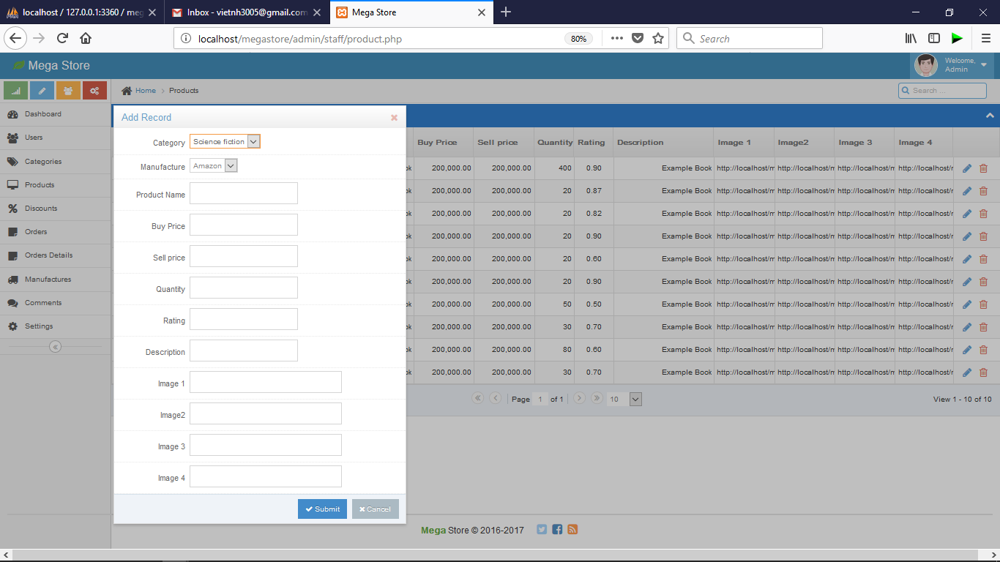 localhost / 127.0.0.1:3360 / meg
Inbox - vietnh3005@gmail.com
Mega Store
localhost/megastore/admin/staff/product.php
80%
Search
Mega Store
Welcome,
Admin
Home > Products
Search ...
Dashboard
Users
Categories
Products
Discounts
Orders
Orders Details
Manufactures
Comments
Settings
Add Record
Category Science fiction
Manufacture Amazon
Product Name
Buy Price
Sell price
Quantity
Rating
Description
Image 1
Image2
Image 3
Image 4
Submit Cancel
Buy Price Sell price Quantity Rating Description Image 1 Image2 Image 3 Image 4
ok 200,000.00 200,000.00 400 0.90 Example Book http://localhost/m http://localhost/m http://localhost/m http://localhost/r
ok 200,000.00 200,000.00 20 0.87 Example Book http://localhost/m http://localhost/m http://localhost/m http://localhost/r
ok 200,000.00 200,000.00 20 0.82 Example Book http://localhost/m http://localhost/m http://localhost/m http://localhost/r
ok 200,000.00 200,000.00 20 0.90 Example Book http://localhost/m http://localhost/m http://localhost/m http://localhost/r
ok 200,000.00 200,000.00 20 0.60 Example Book http://localhost/m http://localhost/m http://localhost/m http://localhost/r
ok 200,000.00 200,000.00 20 0.90 Example Book http://localhost/m http://localhost/m http://localhost/m http://localhost/r
ok 200,000.00 200,000.00 50 0.50 Example Book http://localhost/m http://localhost/m http://localhost/m http://localhost/r
ok 200,000.00 200,000.00 30 0.70 Example Book http://localhost/m http://localhost/m http://localhost/m http://localhost/r
ok 200,000.00 200,000.00 80 0.60 Example Book http://localhost/m http://localhost/m http://localhost/m http://localhost/r
ok 200,000.00 200,000.00 30 0.70 Example Book http://localhost/m http://localhost/m http://localhost/m http://localhost/r
Page 1 of 1 10
View 1 - 10 of 10
Mega Store © 2016-2017